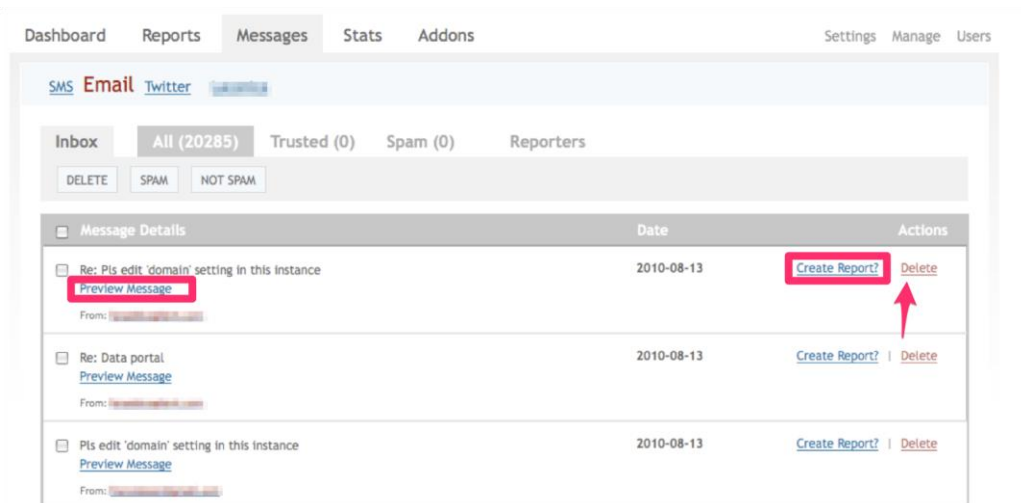 Dashboard Reports Messages Stats Addons Settings Manage Users
SMS Email Twitter
Inbox All (20285) Trusted (0) Spam (0) Reporters
DELETE SPAM NOT SPAM
Message Details Date Actions
Re: Pls edit 'domain' setting in this instance 2010-08-13 Create Report? Delete
Preview Message
From:
Re: Data portal 2010-08-13 Create Report? | Delete
Preview Message
From:
Pls edit 'domain' setting in this instance 2010-08-13 Create Report? | Delete
Preview Message
From: